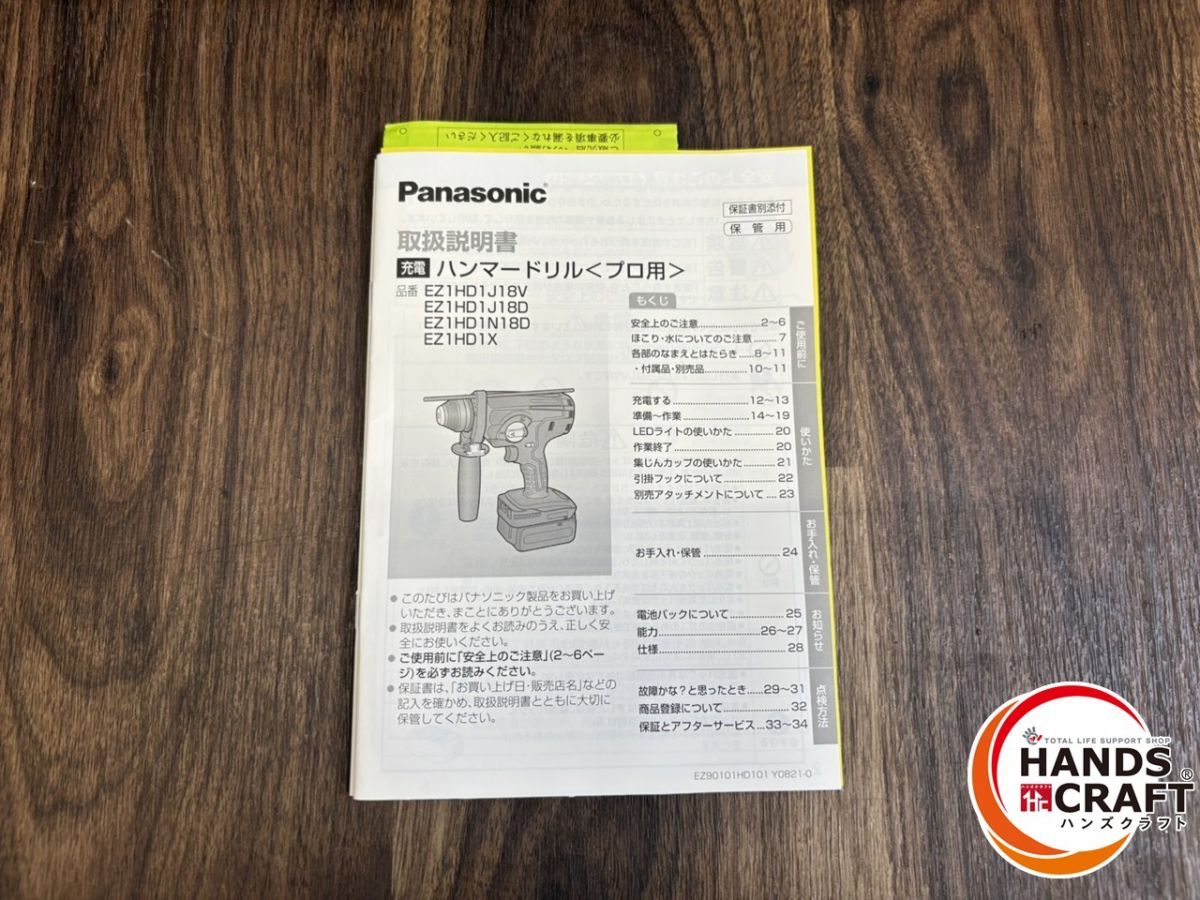 必要事項を漏れなくご記入ください
Panasonic
保証書別添付
保管用
取扱説明書
充電 ハンマードリル<プロ用>
品番 EZ1HD1J18V
EZ1HD1J18D
EZ1HD1N18D
EZ1HD1X
もくじ
安全上のご注意............2~6
ほこり・水についてのご注意.........7
各部のなまえとはたらき.....8~11
・付属品・別売品.............10~11
ご使用前に
充電する......................12~13
準備~作業...................14~19
LEDライトの使いかた............20
作業終了..............................20
集じんカップの使いかた..........21
引掛フックについて................22
別売アタッチメントについて....23
使いかた
お手入れ・保管......................24
お手入れ・保管
電池パックについて...............25
能力..............................26~27
仕様....................................28
お知らせ
故障かな?と思ったとき.....29~31
商品登録について.................32
保証とアフターサービス...33~34
点検方法
● このたびはパナソニック製品をお買い上げ
いただき、まことにありがとうございます。
● 取扱説明書をよくお読みのうえ、正しく安
全にお使いください。
● ご使用前に「安全上のご注意」(2~6ペー
ジ)を必ずお読みください。
● 保証書は、「お買い上げ日・販売店名」などの
記入を確かめ、取扱説明書とともに大切に
保管してください。
EZ90101HD101 Y0821-0
TOTAL LIFE SUPPORT SHOP
HANDS
CRAFT®
ハンズクラフト